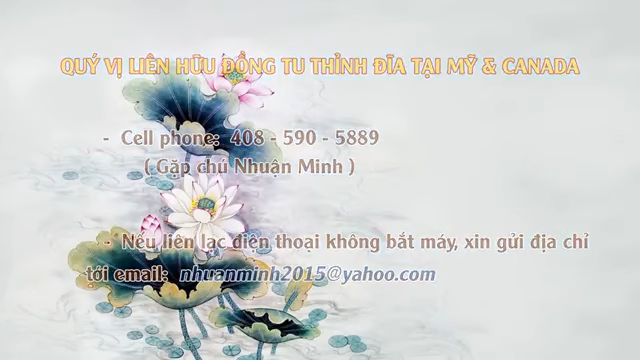 QUÝ VỊ LIÊN HỮU ĐỒNG TU THỈNH ĐĨA TẠI MỸ & CANADA
- Cell phone: 408 - 590 - 5889
( Gặp chú Nhuận Minh )
- Nếu liên lạc điện thoại không bắt máy, xin gửi địa chỉ
tới email: nhuanminh2015@yahoo.com